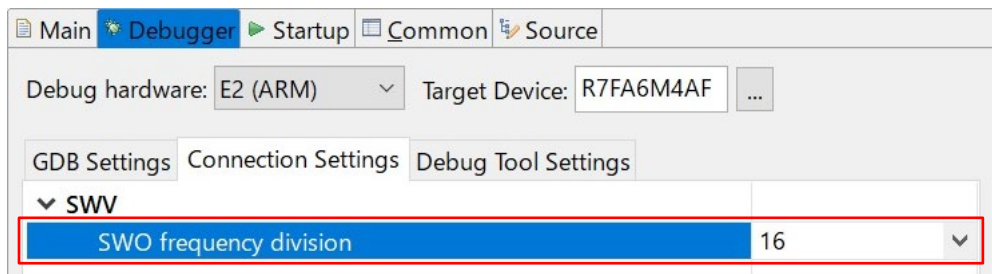 Main Debugger Startup Common Source
Debug hardware: E2 (ARM) Target Device: R7FA6M4AF ...
GDB Settings Connection Settings Debug Tool Settings
SWV
SWO frequency division 16